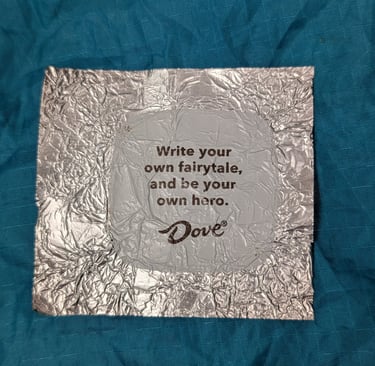 Write your
own fairytale,
and be your
own hero.
Dove®